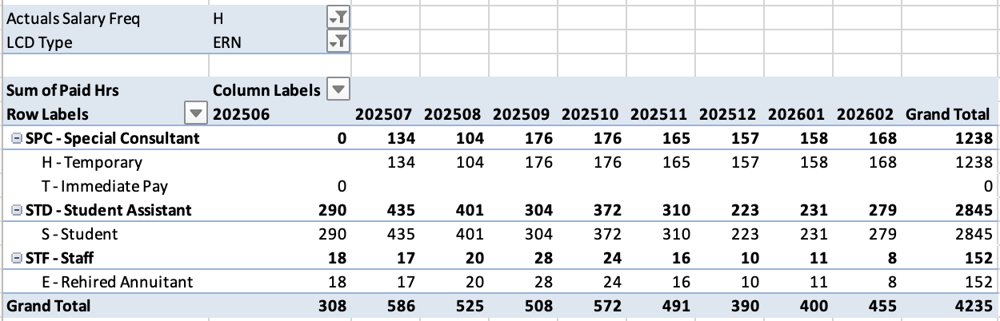 Actuals Salary Freq H
LCD Type ERN
Sum of Paid Hrs Column Labels
Row Labels 202506 202507 202508 202509 202510 202511 202512 202601 202602 Grand Total
SPC - Special Consultant 0 134 104 176 176 165 157 158 168 1238
H - Temporary 134 104 176 176 165 157 158 168 1238
T - Immediate Pay 0 0
STD - Student Assistant 290 435 401 304 372 310 223 231 279 2845
S - Student 290 435 401 304 372 310 223 231 279 2845
STF - Staff 18 17 20 28 24 16 10 11 8 152
E - Rehired Annuitant 18 17 20 28 24 16 10 11 8 152
Grand Total 308 586 525 508 572 491 390 400 455 4235